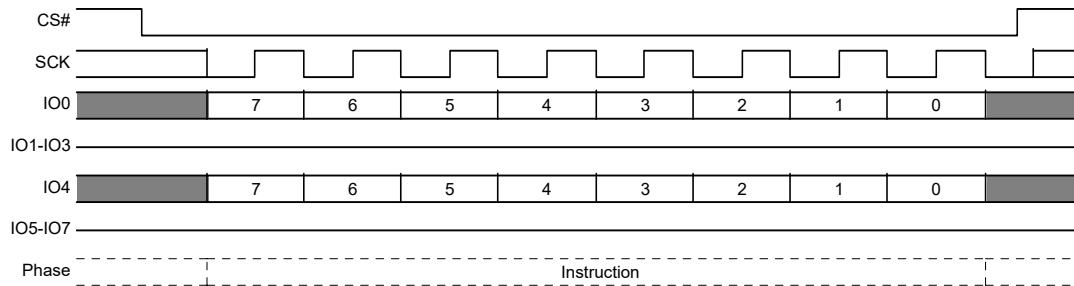 CS#
SCK
IO0 7 6 5 4 3 2 1 0
IO1-IO3
IO4 7 6 5 4 3 2 1 0
IO5-IO7
Phase Instruction